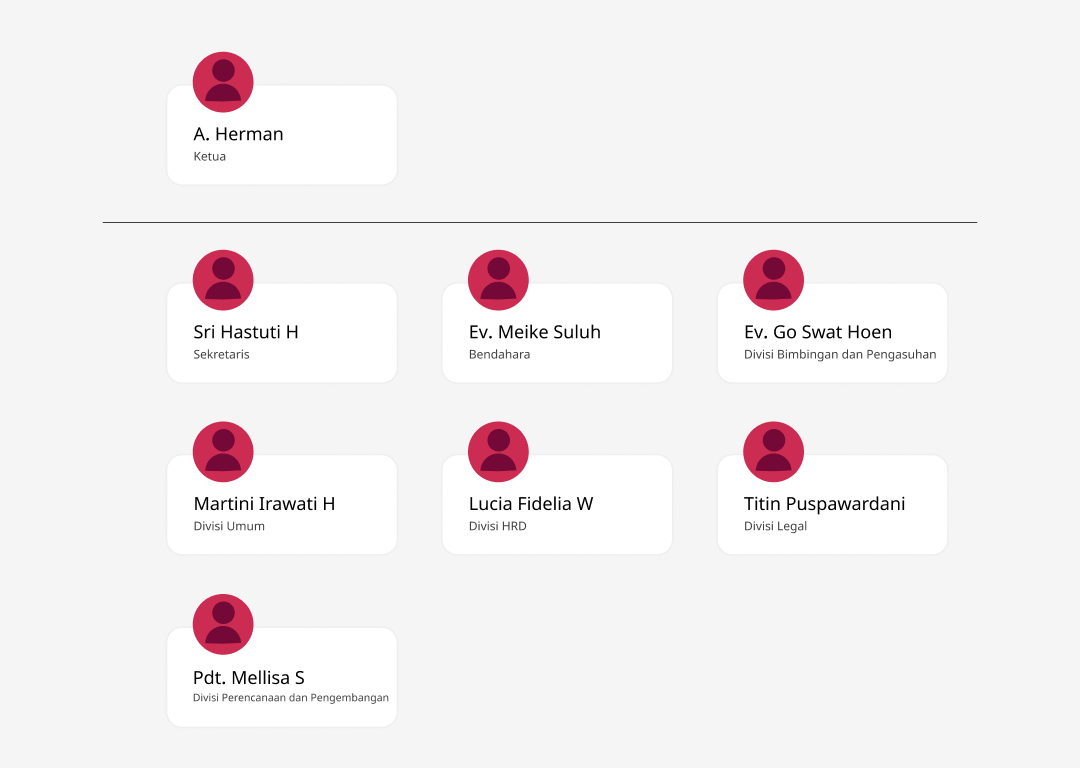 A. Herman
Ketua
Sri Hastuti H
Sekretaris
Ev. Meike Suluh
Bendahara
Ev. Go Swat Hoen
Divisi Bimbingan dan Pengasuhan
Martini Irawati H
Divisi Umum
Lucia Fidelia W
Divisi HRD
Titin Puspawardani
Divisi Legal
Pdt. Mellisa S
Divisi Perencanaan dan Pengembangan